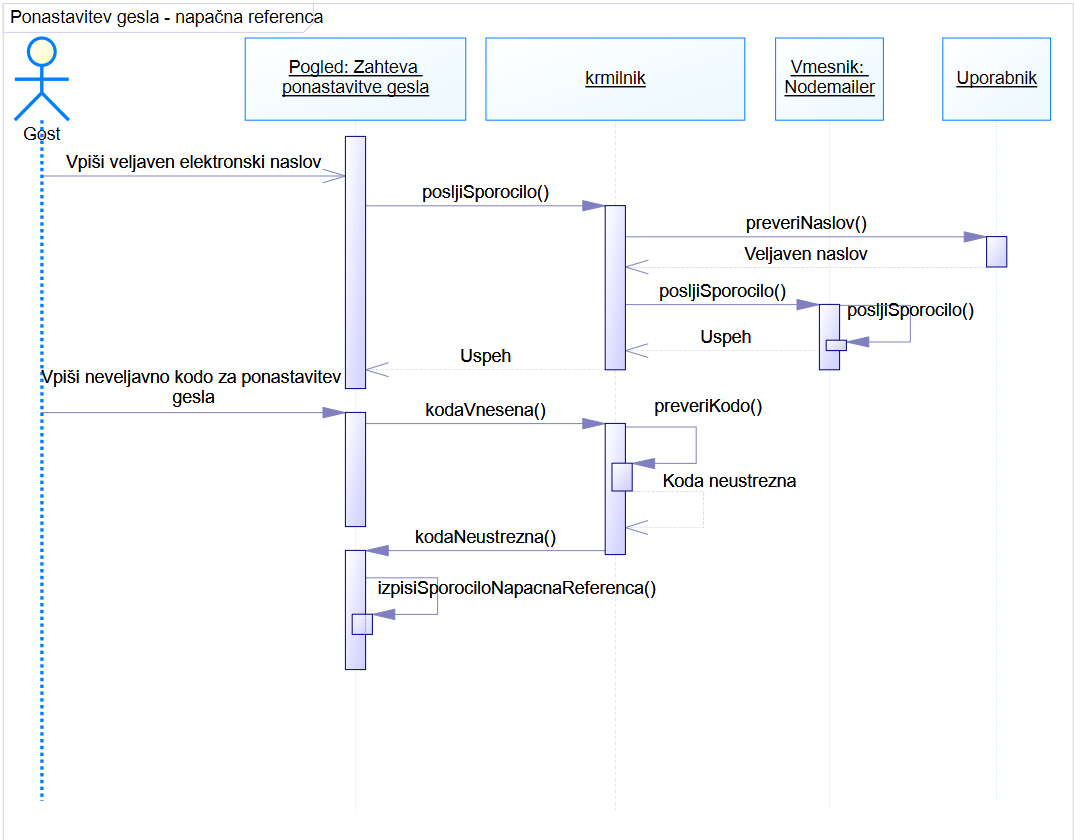 Ponastavitev gesla - napačna referenca
Pogled: Zahteva
ponastavitve gesla
krmilnik
Vmesnik:
Nodemailer
Uporabnik
Gost
Vpiši veljaven elektronski naslov
posljiSporocilo()
preveriNaslov()
Veljaven naslov
posljiSporocilo()
posljiSporocilo()
Uspeh
Uspeh
Vpiši neveljavno kodo za ponastavitev
gesla
kodaVnesena()
preveriKodo()
Koda neustrezna
kodaNeustrezna()
izpisiSporociloNapacnaReferenca()